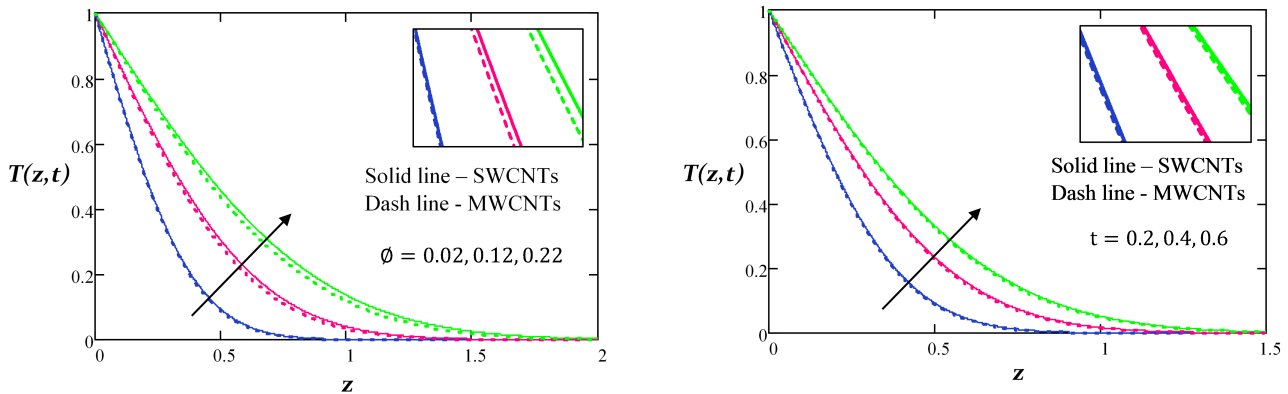 1
0.8
0.6
T(z,t)
0.4
0.2
0
0
0.5
1
1.5
2
z
Solid line – SWCNTs
Dash line - MWCNTs
∅ = 0.02, 0.12, 0.22
1
0.8
0.6
T(z,t)
0.4
0.2
0
0
0.5
1
1.5
z
Solid line – SWCNTs
Dash line - MWCNTs
t = 0.2, 0.4, 0.6